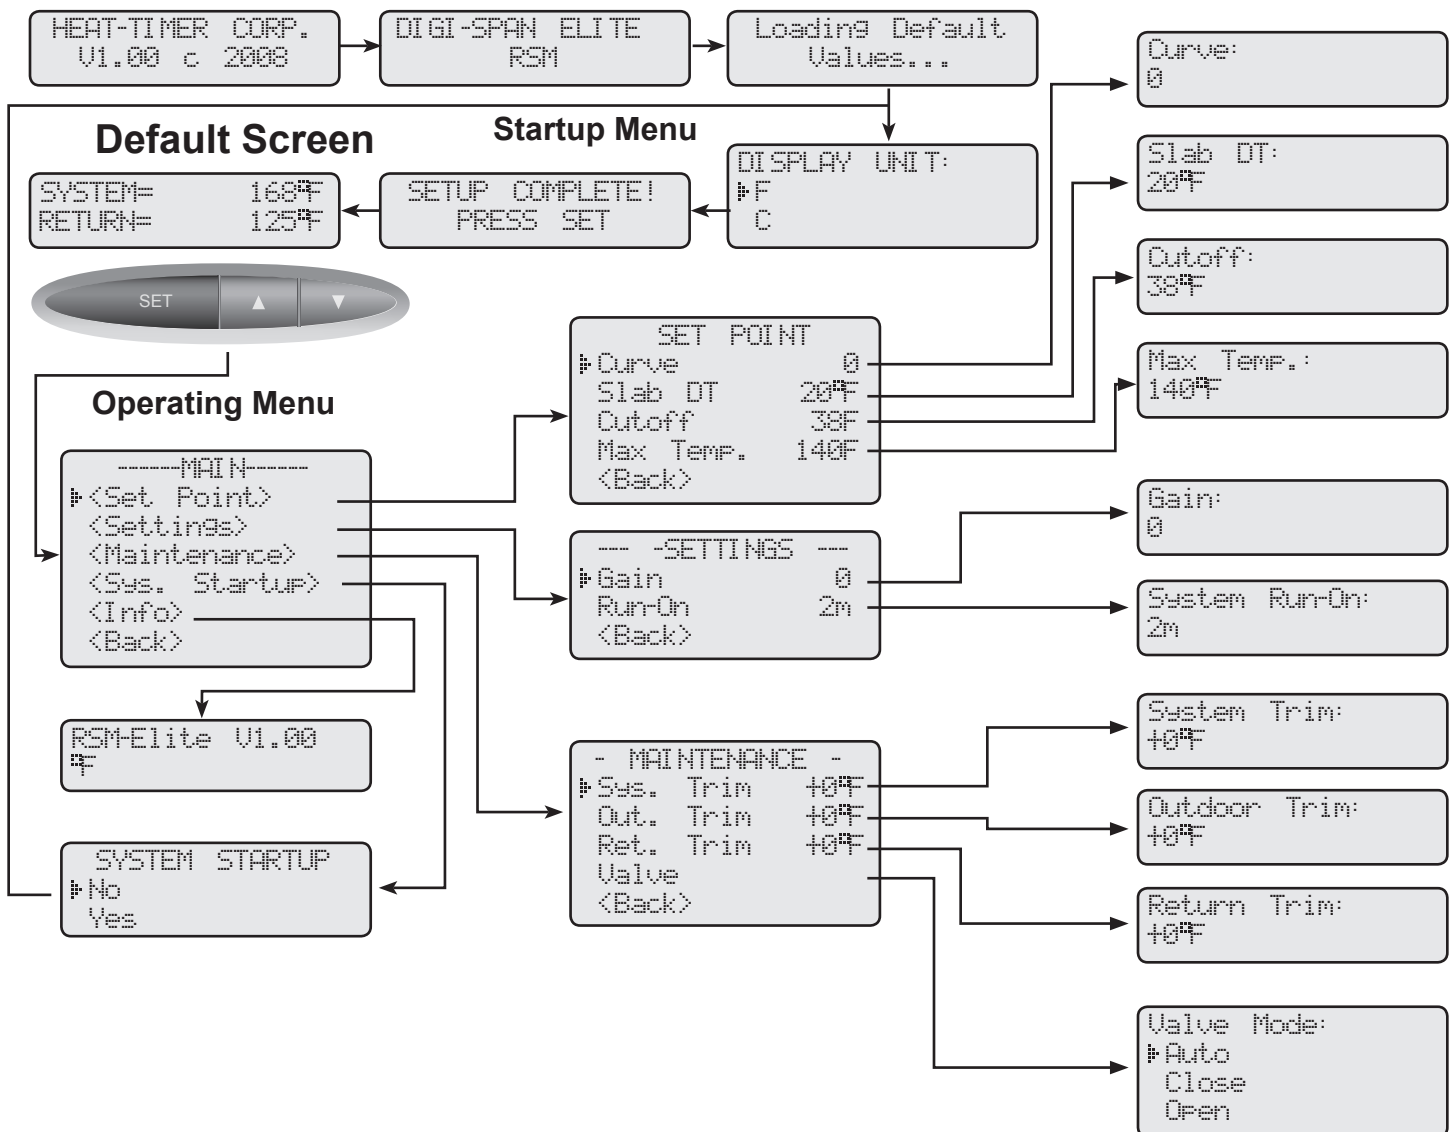 HEAT-TIMER CORP.
V1.00 c 2008
DIGI-SPAN ELITE
RSM
Loading Default
Values...
Startup Menu
DISPLAY UNIT:
F
C
SETUP COMPLETE!
PRESS SET
Default Screen
SYSTEM= 168°F
RETURN= 125°F
SET ▲ ▼
Operating Menu
------MAIN------
<Set Point>
<Settings>
<Maintenance>
<Sys. Startup>
<Info>
<Back>
RSM-Elite V1.00
°F
SYSTEM STARTUP
No
Yes
SET POINT
Curve 0
Slab DT 20°F
Cutoff 38F
Max Temp. 140F
<Back>
--- -SETTINGS ---
Gain 0
Run-On 2m
<Back>
- MAINTENANCE -
Sys. Trim +0°F
Out. Trim +0°F
Ret. Trim +0°F
Valve
<Back>
Curve:
0
Slab DT:
20°F
Cutoff:
38°F
Max Temp.:
140°F
Gain:
0
System Run-On:
2m
System Trim:
+0°F
Outdoor Trim:
+0°F
Return Trim:
+0°F
Valve Mode:
Auto
Close
Open